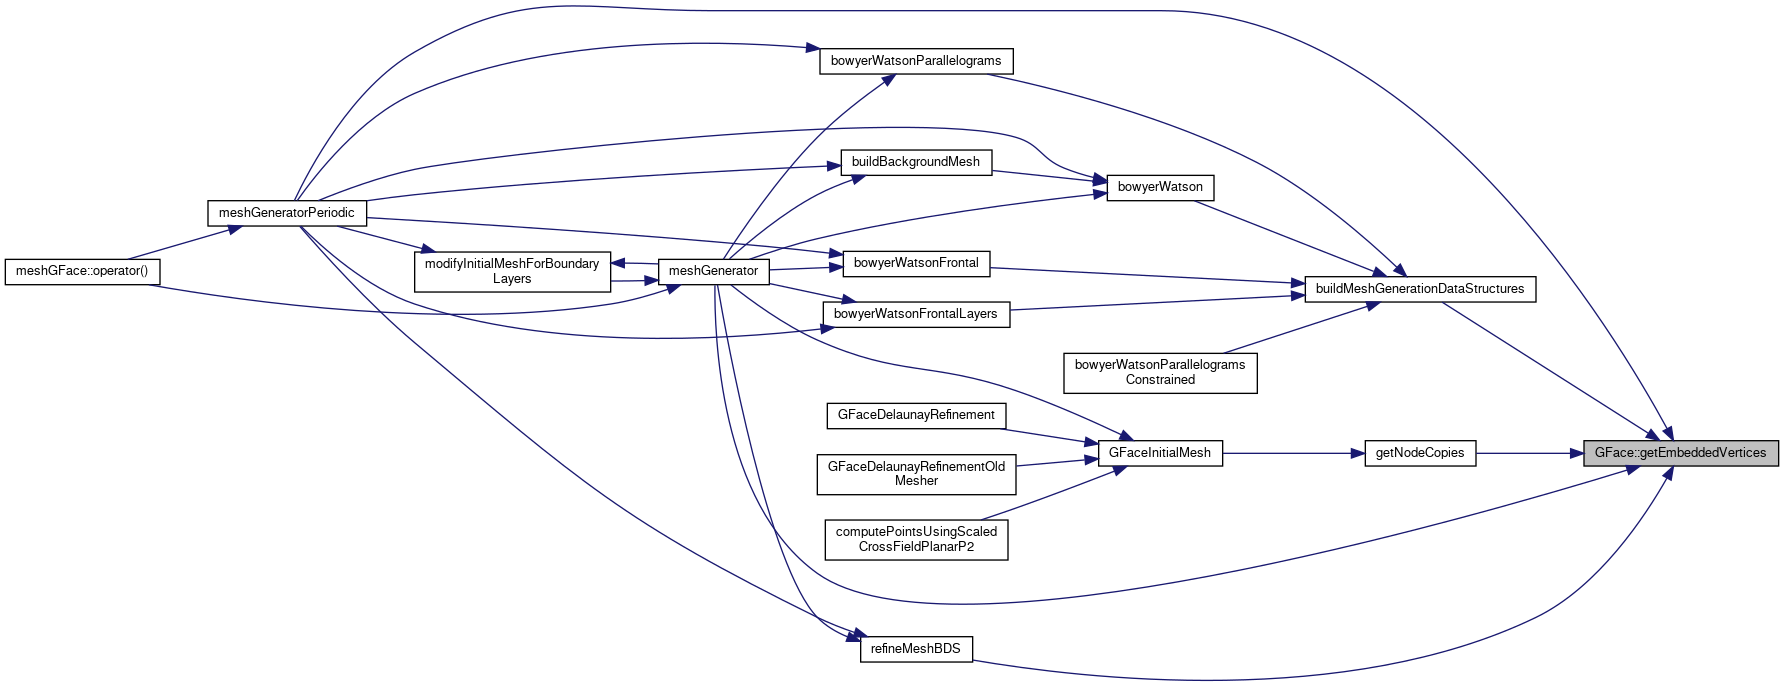 bowyerWatsonParallelograms
buildBackgroundMesh
bowyerWatson
meshGeneratorPeriodic
meshGFace::operator()
modifyInitialMeshForBoundary
Layers
meshGenerator
bowyerWatsonFrontal
bowyerWatsonFrontalLayers
buildMeshGenerationDataStructures
bowyerWatsonParallelograms
Constrained
GFaceDelaunayRefinement
GFaceInitialMesh
getNodeCopies
GFace::getEmbeddedVertices
GFaceDelaunayRefinementOld
Mesher
computePointsUsingScaled
CrossFieldPlanarP2
refineMeshBDS